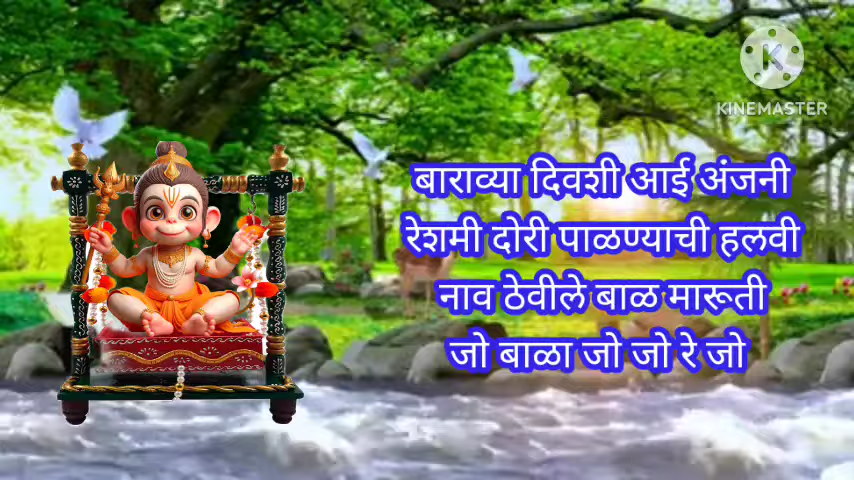 KINEMASTER
बाराव्या दिवशी आई अंजनी
रेशमी दोरी पाळण्याची हलवी
नाव ठेवीले बाळ मारूती
जो बाळा जो जो रे जो